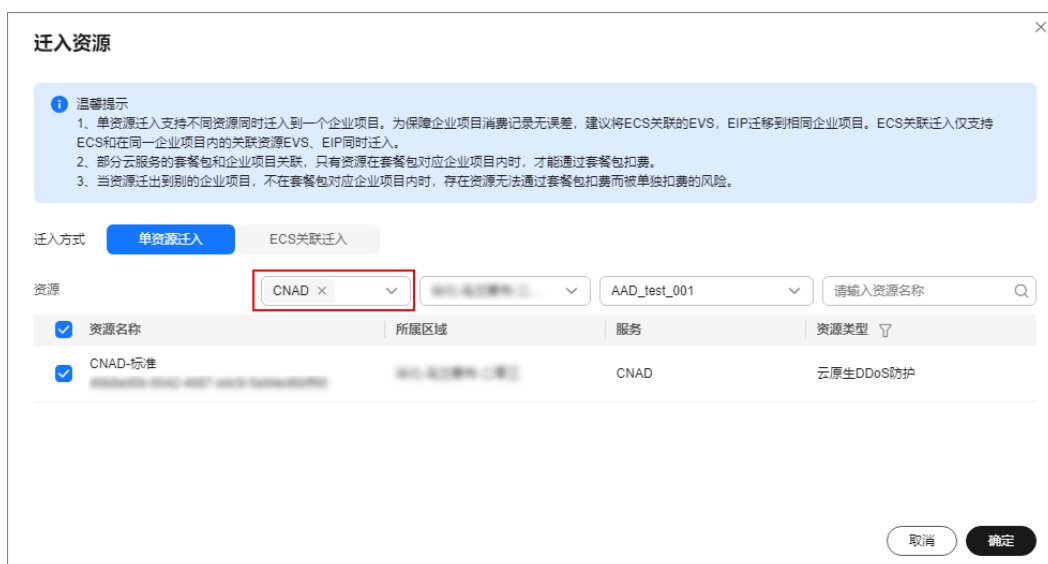 迁入资源
温馨提示
1、单资源迁入支持不同资源同时迁入到一个企业项目。为保障企业项目消费记录无误差，建议将ECS关联的EVS，EIP迁移到相同企业项目。ECS关联迁入仅支持
ECS和在同一企业项目内的关联资源EVS、EIP同时迁入。
2、部分云服务的套餐包和企业项目关联，只有资源在套餐包对应企业项目内时，才能通过套餐包扣费。
3、当资源迁出到别的企业项目，不在套餐包对应企业项目内时，存在资源无法通过套餐包扣费而被单独扣费的风险。
迁入方式 单资源迁入 ECS关联迁入
资源 CNAD AAD_test_001 请输入资源名称
资源名称 所属区域 服务 资源类型
CNAD-标准
CNAD 云原生DDoS防护
取消 确定